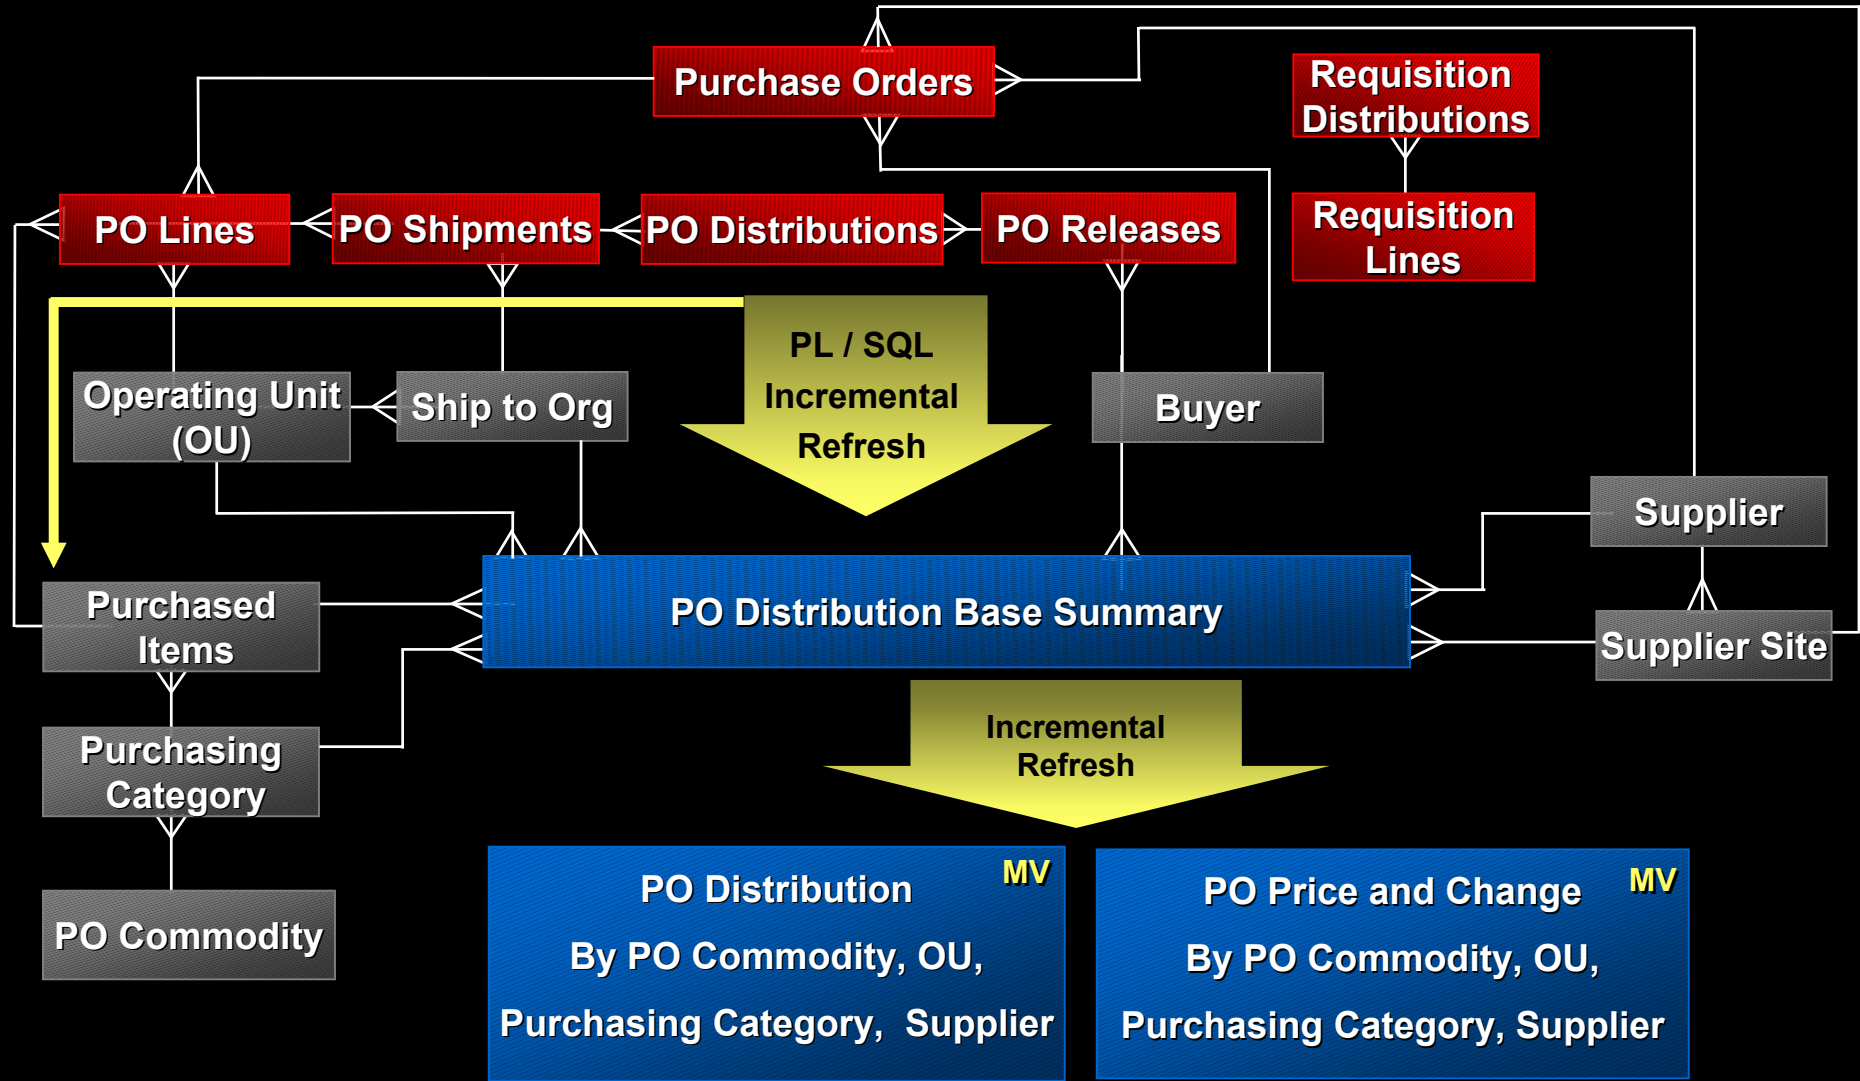 Purchase Orders
Requisition
Distributions
PO Lines
PO Shipments
PO Distributions
PO Releases
Requisition
Lines
PL / SQL
Incremental
Refresh
Operating Unit
(OU)
Ship to Org
Buyer
Supplier
Purchased
Items
PO Distribution Base Summary
Supplier Site
Purchasing
Category
Incremental
Refresh
PO Commodity
MV
PO Distribution
By PO Commodity, OU,
Purchasing Category, Supplier
MV
PO Price and Change
By PO Commodity, OU,
Purchasing Category, Supplier